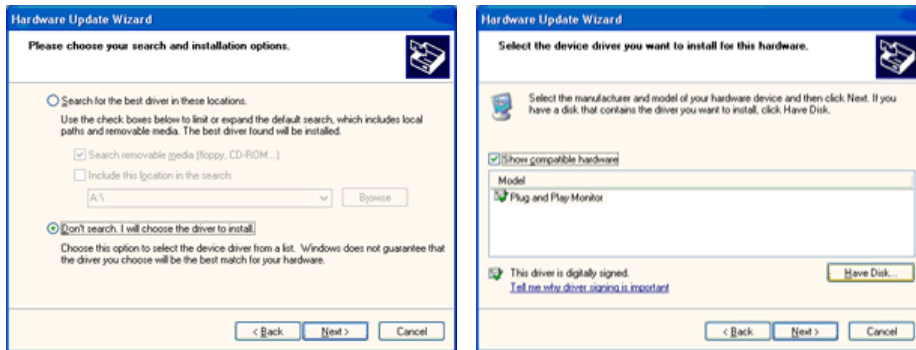 Hardware Update Wizard
Please choose your search and installation options.
Search for the best driver in these locations.
Use the check boxes below to limit or expand the default search, which includes local
paths and removable media. The best driver found will be installed.
Search removable media (floppy, CD-ROM...)
Include this location in the search:
A:\
Browse
Don't search. I will choose the driver to install.
Choose this option to select the device driver from a list. Windows does not guarantee that
the driver you choose will be the best match for your hardware.
< Back
Next >
Cancel
Hardware Update Wizard
Select the device driver you want to install for this hardware.
Select the manufacturer and model of your hardware device and then click Next. If you
have a disk that contains the driver you want to install, click Have Disk.
Show compatible hardware
Model
Plug and Play Monitor
This driver is digitally signed.
Tell me why driver signing is important
Have Disk...
< Back
Next >
Cancel